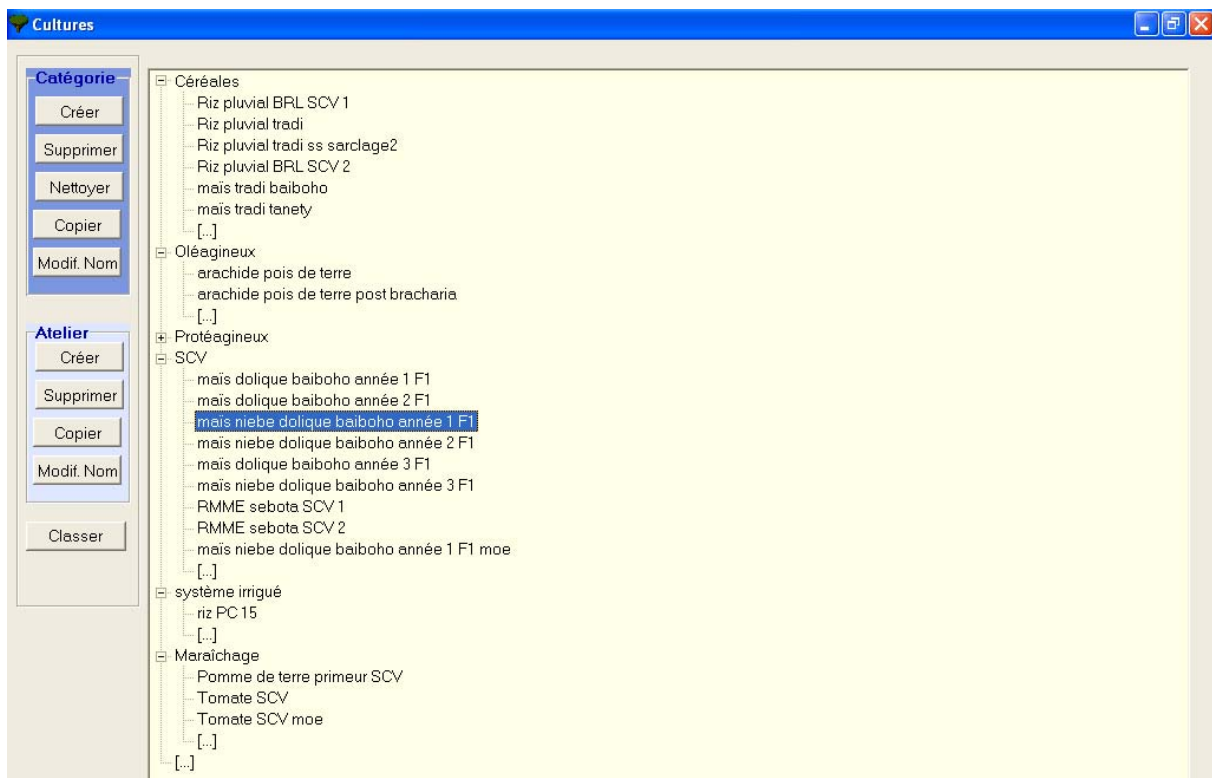 Cultures
Catégorie
Créer
Supprimer
Nettoyer
Copier
Modif. Nom
Atelier
Créer
Supprimer
Copier
Modif. Nom
Classer
Céréales
Riz pluvial BRL SCV 1
Riz pluvial tradi
Riz pluvial tradi ss sarclage2
Riz pluvial BRL SCV 2
maïs tradi baiboho
maïs tradi tanety
[...]
Oléagineux
arachide pois de terre
arachide pois de terre post bracharia
[...]
Protéagineux
SCV
maïs dolique baiboho année 1 F1
maïs dolique baiboho année 2 F1
maïs niebe dolique baiboho année 1 F1
maïs niebe dolique baiboho année 2 F1
maïs dolique baiboho année 3 F1
maïs niebe dolique baiboho année 3 F1
RMME sebota SCV 1
RMME sebota SCV 2
maïs niebe dolique baiboho année 1 F1 moe
[...]
système irrigué
riz PC 15
[...]
Maraîchage
Pomme de terre primeur SCV
Tomate SCV
Tomate SCV moe
[...]
[...]